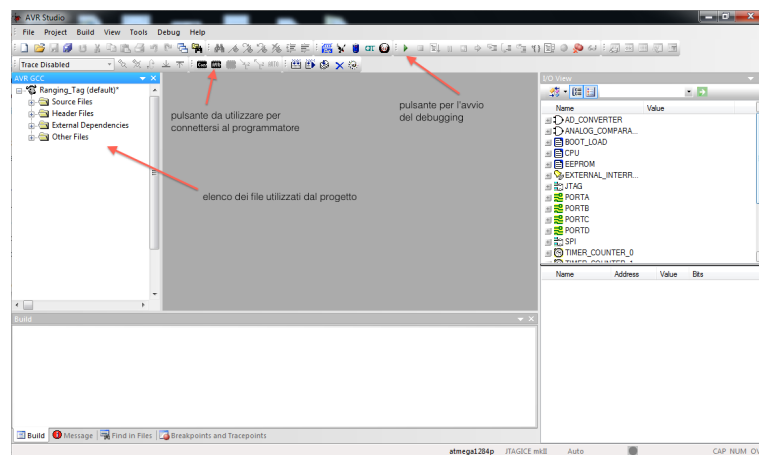 AVR Studio
File Project Build View Tools Debug Help
Trace Disabled
AVR GCC
Ranging_Tag (default)*
Source Files
Header Files
External Dependencies
Other Files
pulsante da utilizzare per
connettersi al programmatore
pulsante per l'avvio
del debugging
elenco dei file utilizzati dal progetto
I/O View
Name Value
AD_CONVERTER
ANALOG_COMPARA...
BOOT_LOAD
CPU
EEPROM
EXTERNAL_INTERR...
JTAG
PORTA
PORTB
PORTC
PORTD
SPI
TIMER_COUNTER_0
TIMER_COUNTER_1
Name Address Value Bits
Build
Build Message Find in Files Breakpoints and Tracepoints
atmega1284p JTAGICE mkII Auto CAP NUM OV